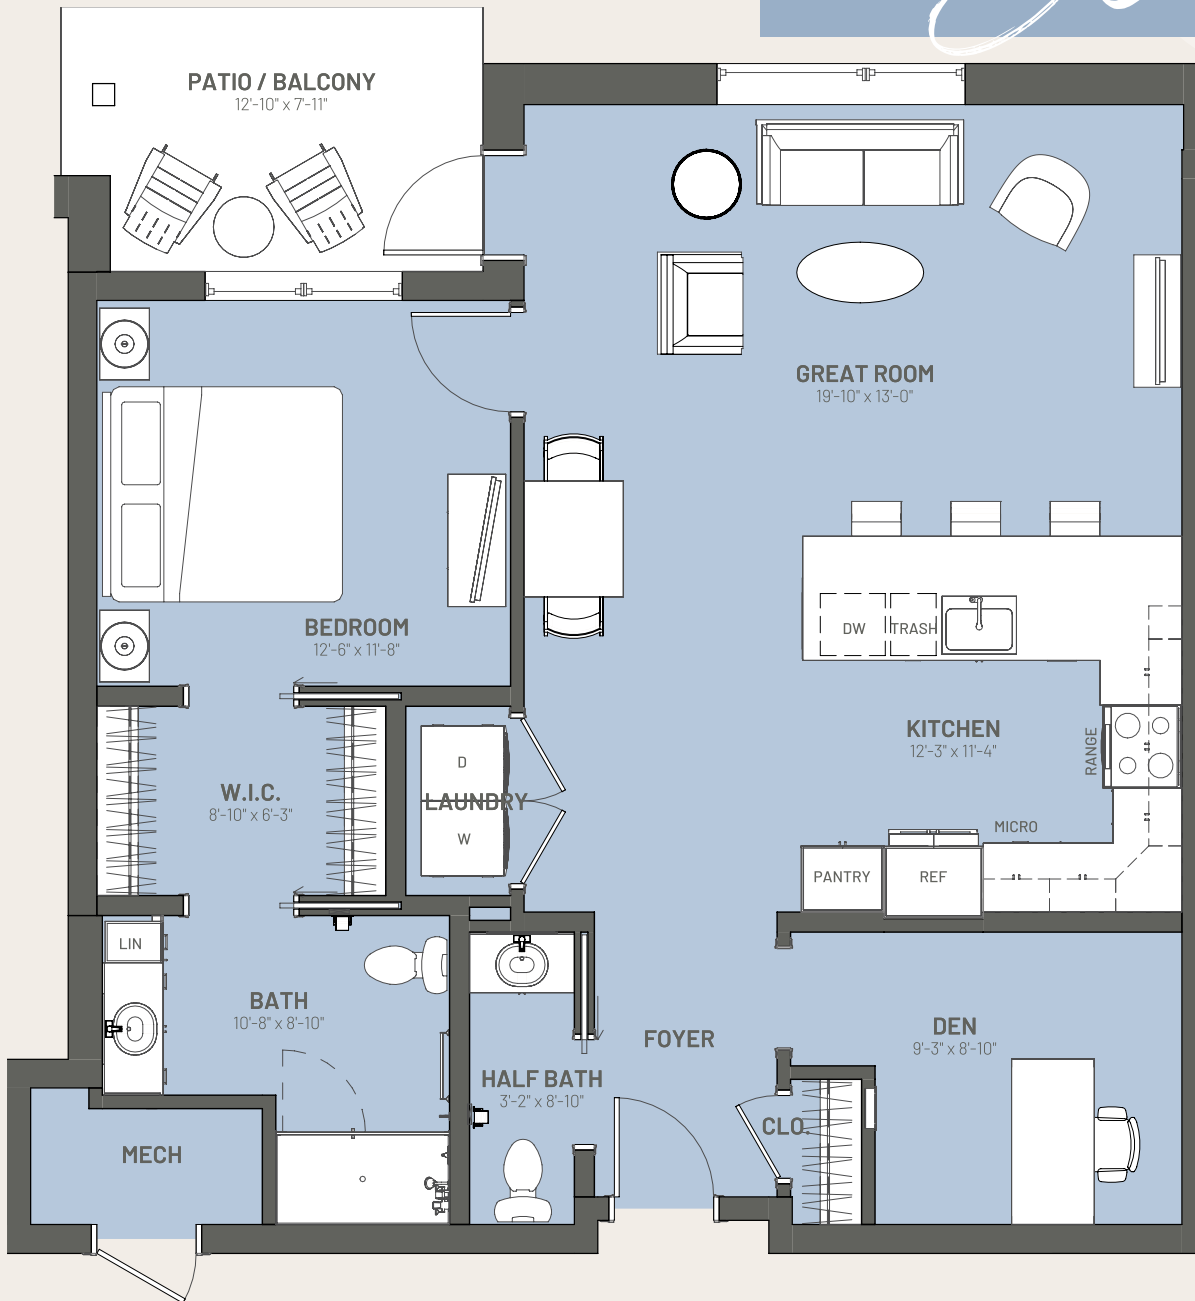 PATIO / BALCONY
12'-10" x 7'-11"
GREAT ROOM
19'-10" x 13'-0"
BEDROOM
12'-6" x 11'-8"
DW
TRASH
KITCHEN
12'-3" x 11'-4"
RANGE
MICRO
PANTRY
REF
D
LAUNDRY
W
W.I.C.
8'-10" x 6'-3"
LIN
BATH
10'-8" x 8'-10"
HALF BATH
3'-2" x 8'-10"
FOYER
DEN
9'-3" x 8'-10"
CLO.
MECH